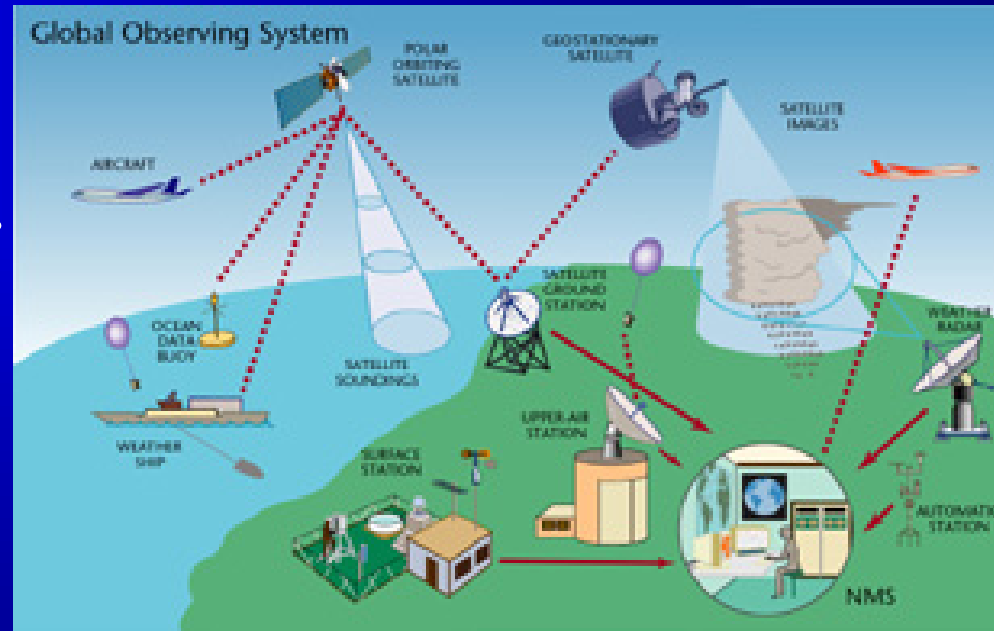 Global Observing System
POLAR
ORBITING
SATELLITE
GEOSTATIONARY
SATELLITE
SATELLITE
IMAGES
AIRCRAFT
OCEAN
DATA
BUOY
SATELLITE
GROUND
STATION
WEATHER
RADAR
SATELLITE
SOUNDINGS
UPPER-AIR
STATION
WEATHER
SHIP
SURFACE
STATION
AUTOMATI
STATION
NMS